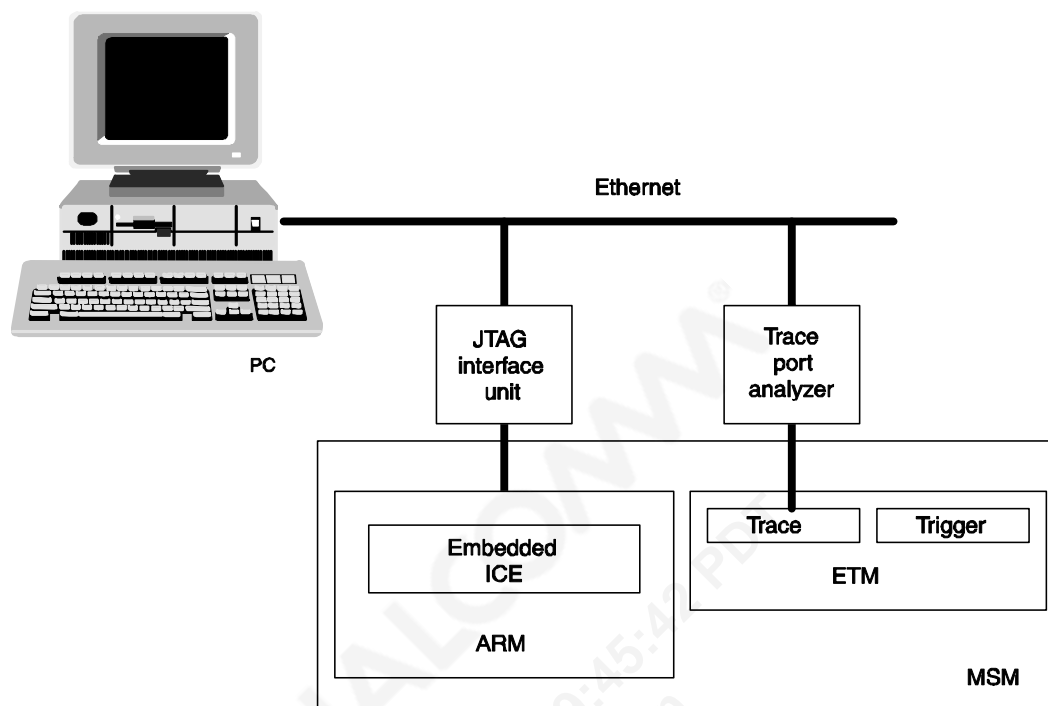 Ethernet
PC
JTAG
interface
unit
Trace
port
analyzer
Embedded
ICE
ARM
Trace
Trigger
ETM
MSM